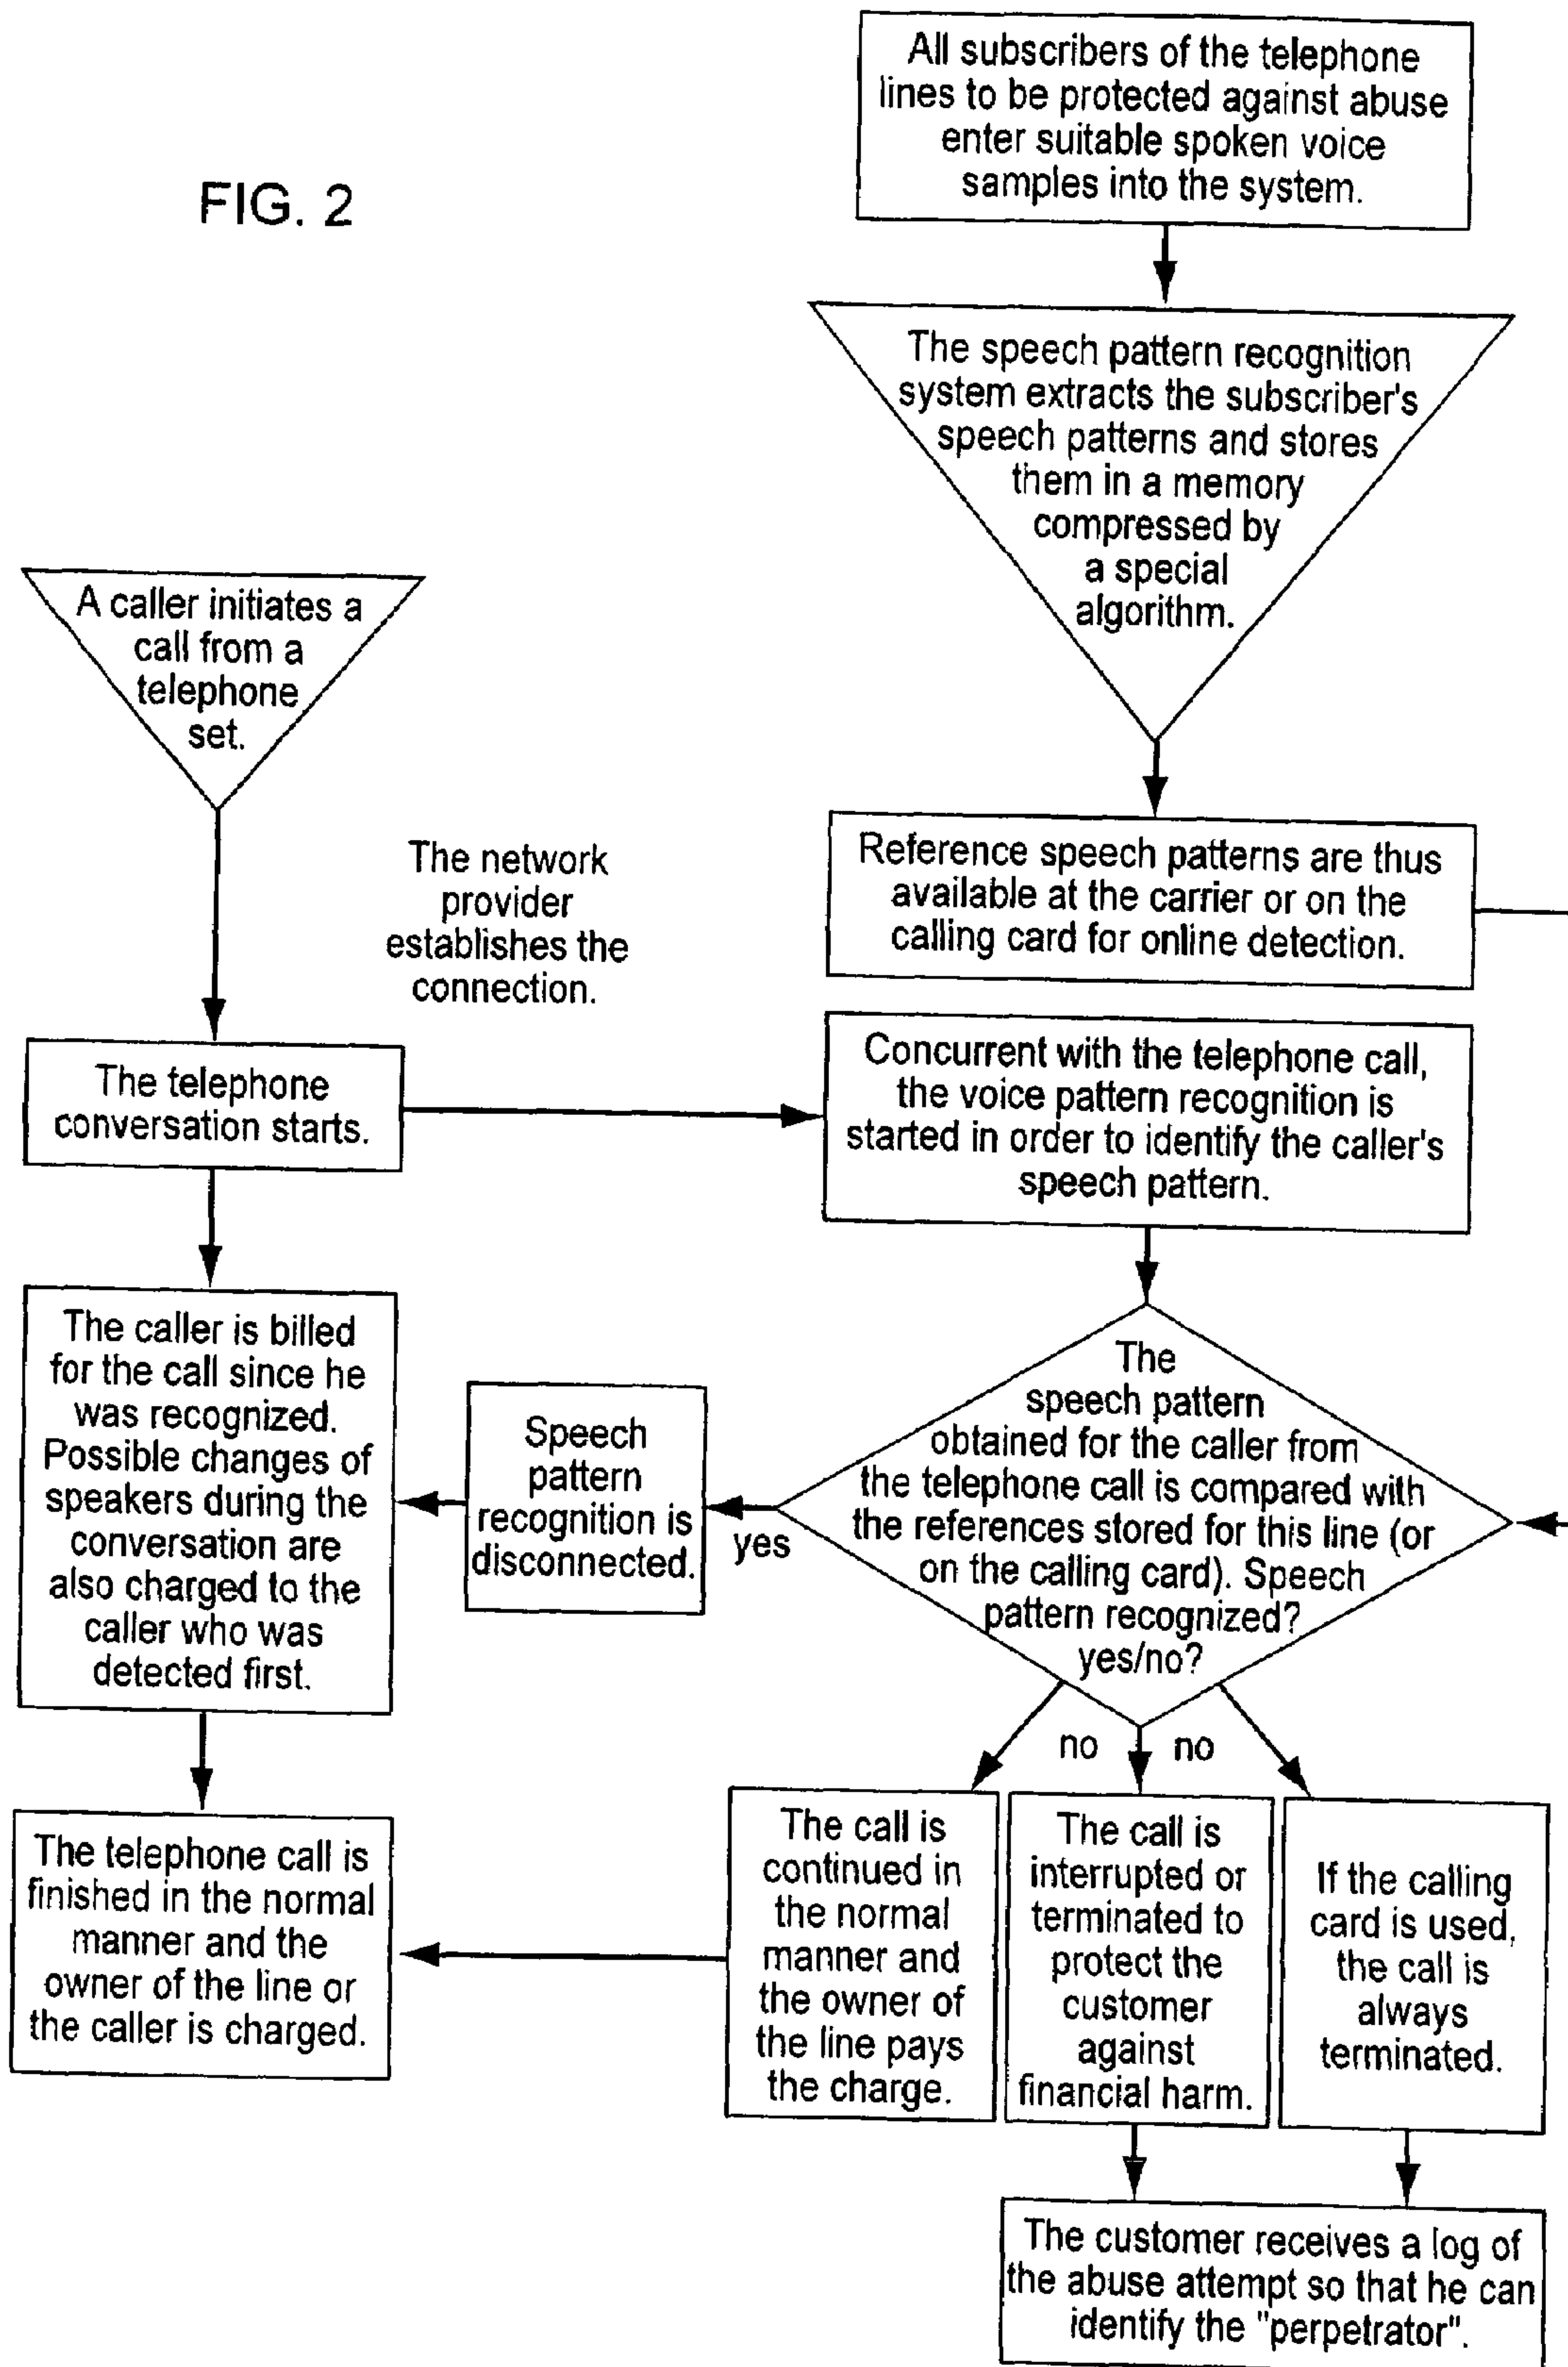 FIG. 2
All subscribers of the telephone
lines to be protected against abuse
enter suitable spoken voice
samples into the system.
The speech pattern recognition
system extracts the subscriber's
speech patterns and stores
them in a memory
compressed by
a special
algorithm.
A caller initiates a
call from a
telephone
set.
The network
provider
establishes the
connection.
Reference speech patterns are thus
available at the carrier or on the
calling card for online detection.
The telephone
conversation starts.
Concurrent with the telephone call,
the voice pattern recognition is
started in order to identify the caller's
speech pattern.
The caller is billed
for the call since he
was recognized.
Possible changes of
speakers during the
conversation are
also charged to the
caller who was
detected first.
Speech
pattern
recognition is
disconnected.
yes
The
speech pattern
obtained for the caller from
the telephone call is compared with
the references stored for this line (or
on the calling card). Speech
pattern recognized?
yes/no?
no
no
The telephone call is
finished in the normal
manner and the
owner of the line or
the caller is charged.
The call is
continued in
the normal
manner and
the owner of
the line pays
the charge.
The call is
interrupted or
terminated to
protect the
customer
against
financial harm.
If the calling
card is used,
the call is
always
terminated.
The customer receives a log of
the abuse attempt so that he can
identify the "perpetrator".